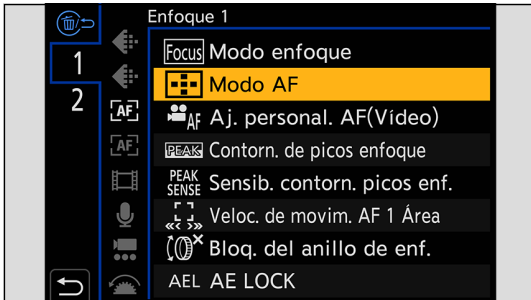 Enfoque 1
1
2
Focus Modo enfoque
Modo AF
AF Aj. personal. AF(Vídeo)
PEAK Contorn. de picos enfoque
PEAK SENSE Sensib. contorn. picos enf.
Veloc. de movim. AF 1 Área
Bloq. del anillo de enf.
AEL AE LOCK
AF
AF